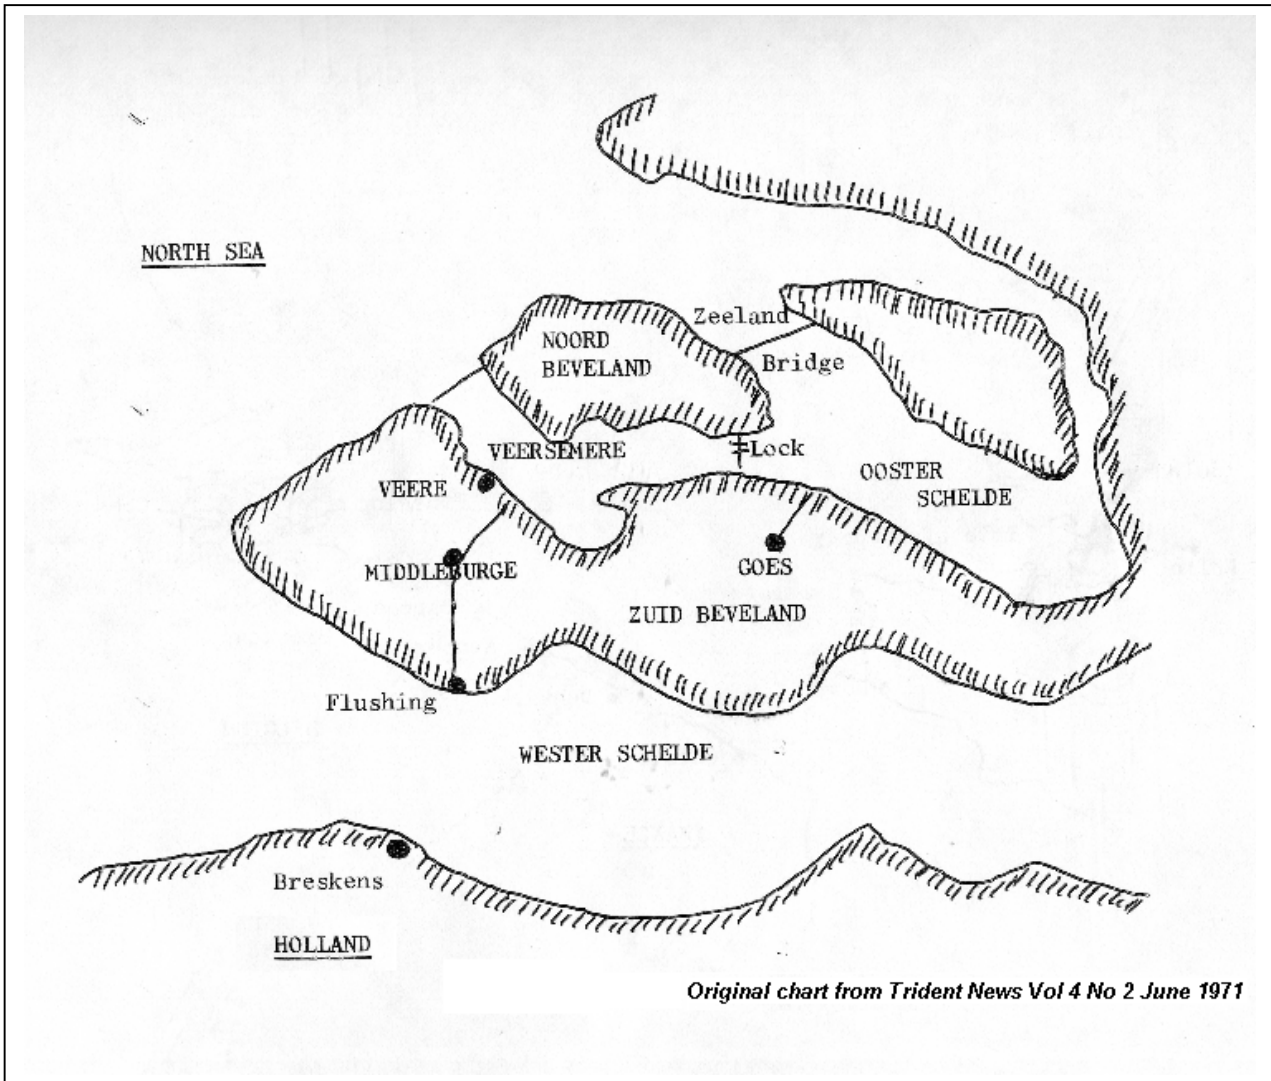 NORTH SEA
Zeeland
Bridge
NOORD
BEVELAND
VEERSEMERE
Lock
OOSTER
SCHELDE
VEERE
MIDDLEBURGE
GOES
ZUID BEVELAND
Flushing
WESTER SCHELDE
Breskens
HOLLAND
Original chart from Trident News Vol 4 No 2 June 1971